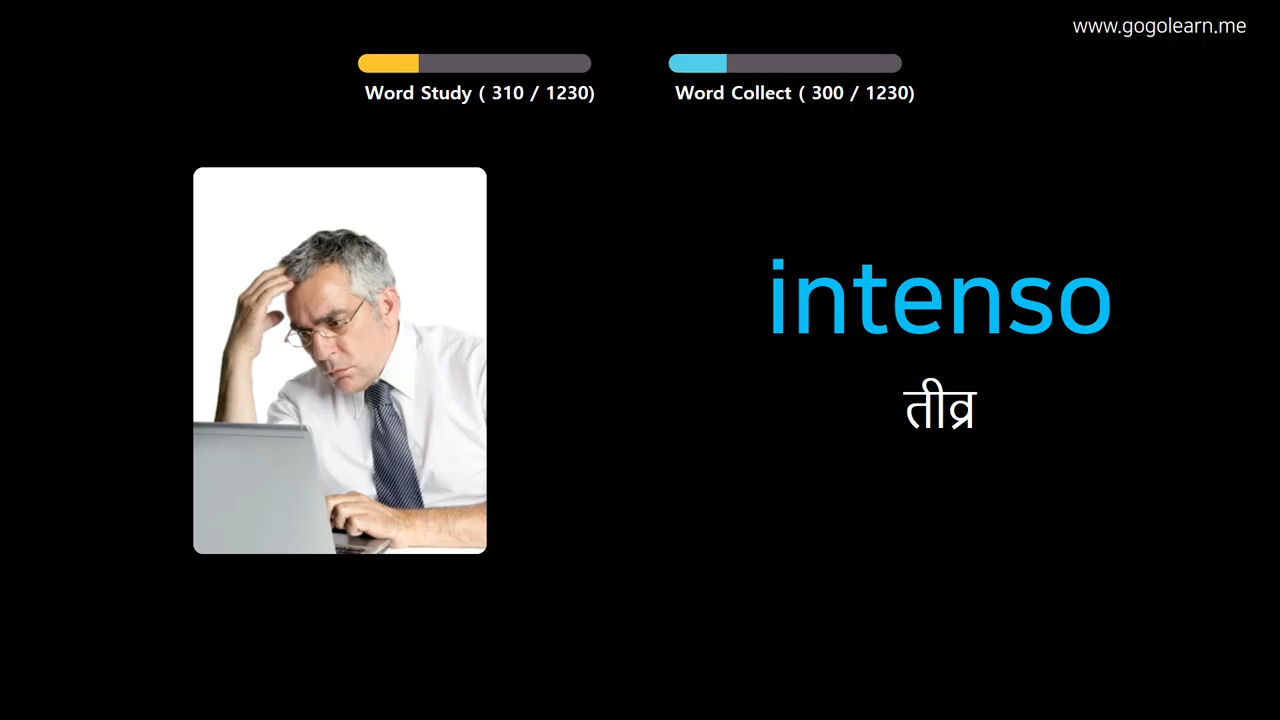 www.gogolearn.me
Word Study ( 310 / 1230)
Word Collect ( 300 / 1230)
intenso
तीव्र